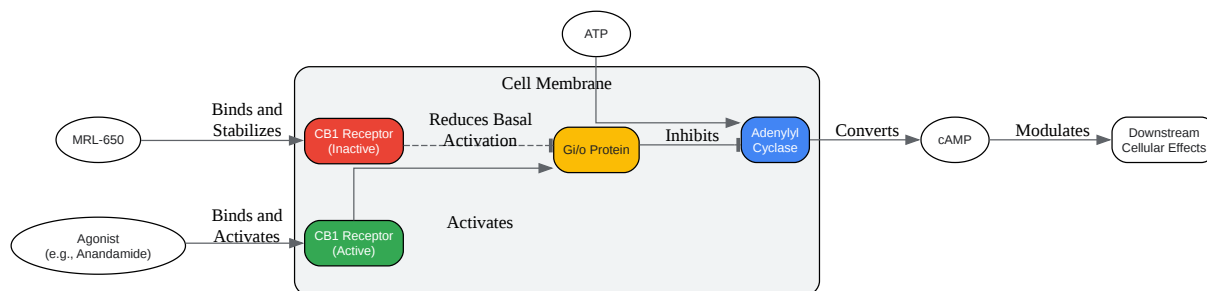 ATP
Cell Membrane
Binds and
Stabilizes
MRL-650
CB1 Receptor
(Inactive)
Reduces Basal
Activation
Gi/o Protein
Inhibits
Adenylyl
Cyclase
Converts
cAMP
Modulates
Downstream
Cellular Effects
Agonist
(e.g., Anandamide)
Binds and
Activates
CB1 Receptor
(Active)
Activates